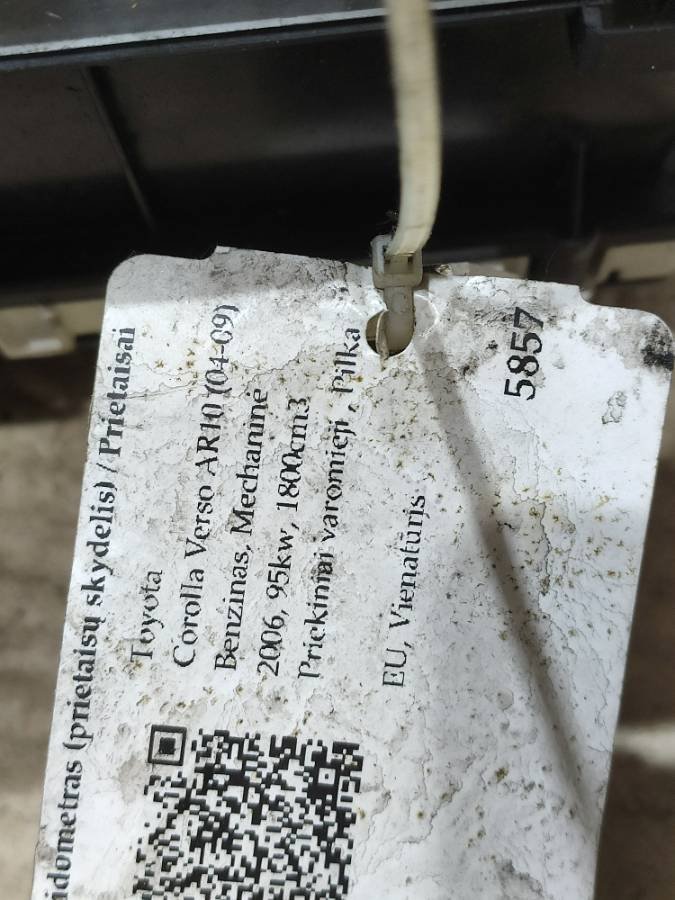 idometras (prietaisų skydelis) / Prietaisai
Toyota
Corolla Verso AR10 (04-09)
Benzinas, Mechaninė
2006, 95kw, 1800cm3
Priekiniai varomieji , Pilka
EU, Vienatūris
5857